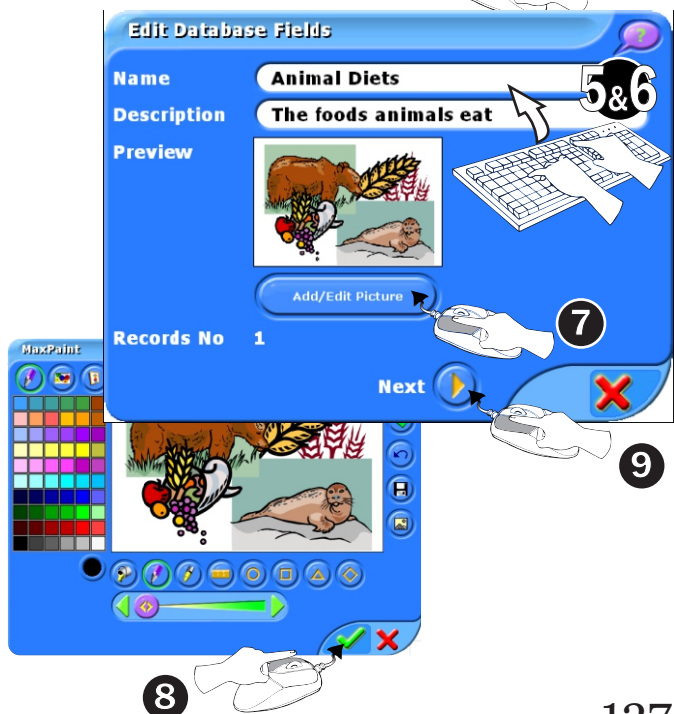 Edit Database Fields
?
Name Animal Diets
5&6
Description The foods animals eat
Preview
Add/Edit Picture
7
Records No 1
MaxPaint
Next
9
8
137